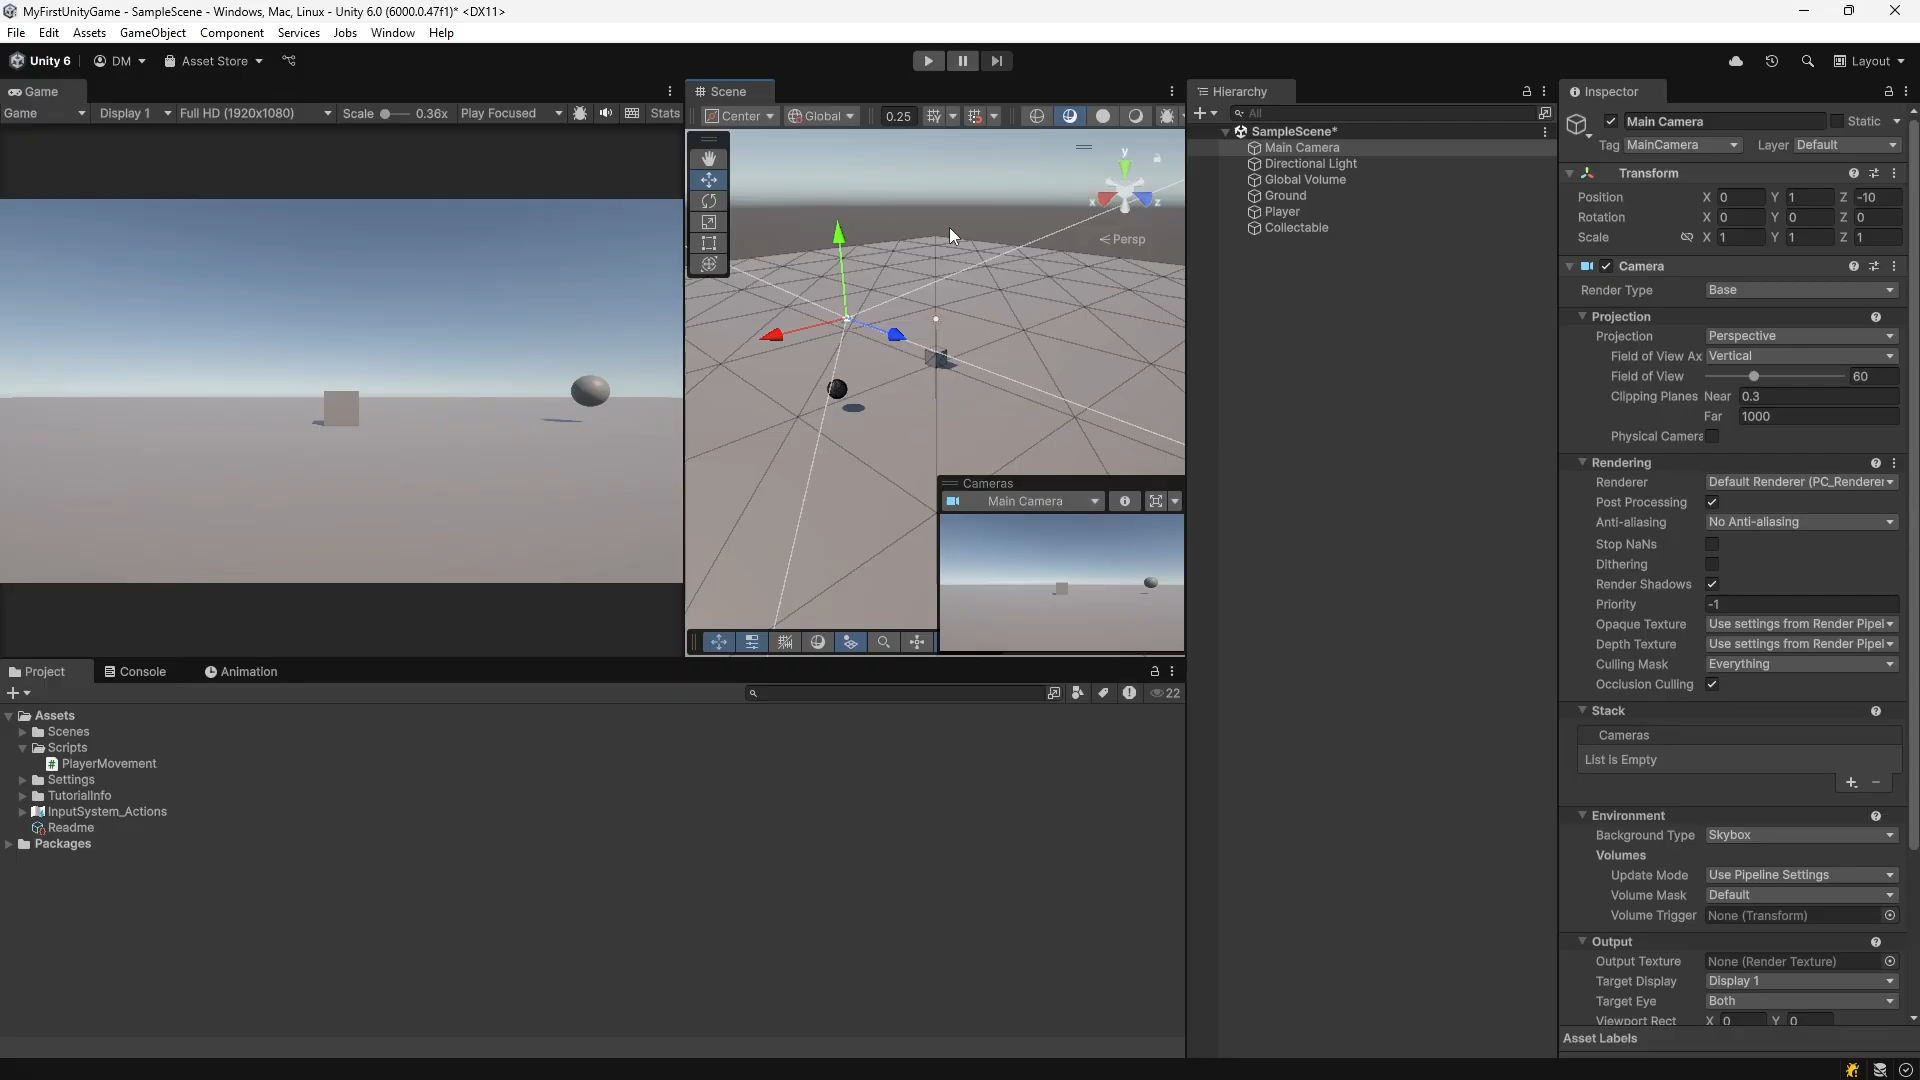 MyFirstUnityGame - SampleScene - Windows, Mac, Linux - Unity 6.0 (6000.0.47f1)* <DX11>
File Edit Assets GameObject Component Services Jobs Window Help
Unity 6 DM Asset Store Layout
Game
Game Display 1 Full HD (1920x1080) Scale 0.36x Play Focused Stats
Scene
Center Global 0.25
y
x
z
Persp
Cameras
Main Camera
Hierarchy
All
SampleScene*
Main Camera
Directional Light
Global Volume
Ground
Player
Collectable
Inspector
Main Camera Static
Tag MainCamera Layer Default
Transform
Position X 0 Y 1 Z -10
Rotation X 0 Y 0 Z 0
Scale X 1 Y 1 Z 1
Camera
Render Type Base
Projection
Projection Perspective
Field of View Ax Vertical
Field of View 60
Clipping Planes Near 0.3
Far 1000
Physical Camera
Rendering
Renderer Default Renderer (PC_Renderer
Post Processing
Anti-aliasing No Anti-aliasing
Stop NaNs
Dithering
Render Shadows
Priority -1
Opaque Texture Use settings from Render Pipel
Depth Texture Use settings from Render Pipel
Culling Mask Everything
Occlusion Culling
Stack
Cameras
List is Empty
Environment
Background Type Skybox
Volumes
Update Mode Use Pipeline Settings
Volume Mask Default
Volume Trigger None (Transform)
Output
Output Texture None (Render Texture)
Target Display Display 1
Target Eye Both
Viewport Rect X 0 Y 0
Asset Labels
Project Console Animation
22
Assets
Scenes
Scripts
PlayerMovement
Settings
TutorialInfo
InputSystem_Actions
Readme
Packages